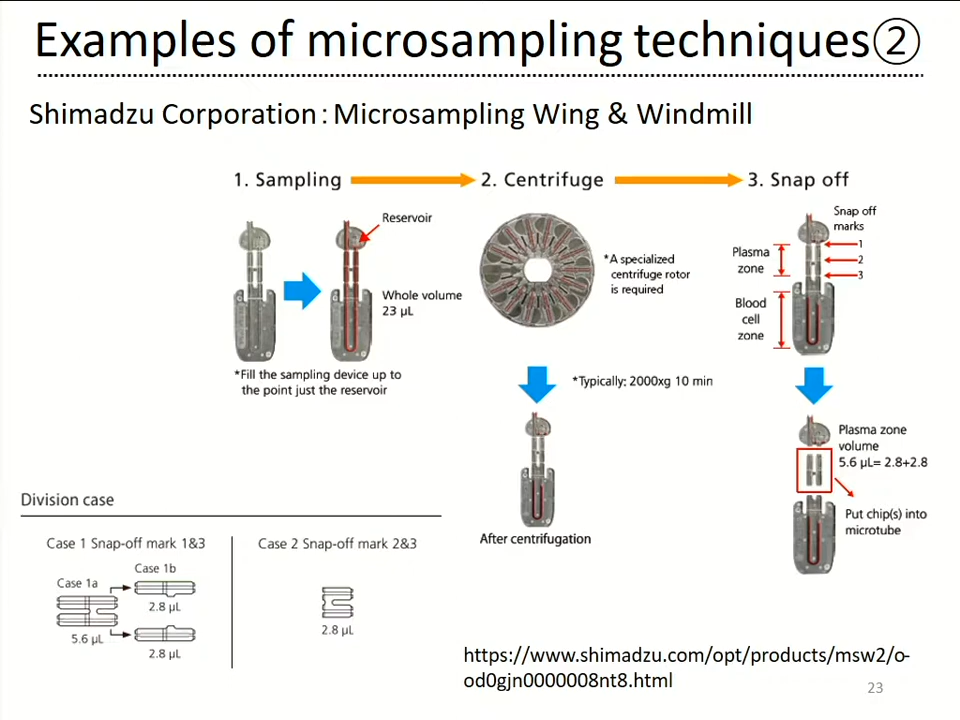 Examples of microsampling techniques②
Shimadzu Corporation：Microsampling Wing & Windmill
1. Sampling
2. Centrifuge
3. Snap off
Reservoir
Whole volume
23 µL
*Fill the sampling device up to
the point just the reservoir
*A specialized
centrifuge rotor
is required
*Typically: 2000xg 10 min
After centrifugation
Snap off
marks
1
2
3
Plasma
zone
Blood
cell
zone
Plasma zone
volume
5.6 µL= 2.8+2.8
Put chip(s) into
microtube
Division case
Case 1 Snap-off mark 1&3
Case 1a
5.6 µL
Case 1b
2.8 µL
2.8 µL
Case 2 Snap-off mark 2&3
2.8 µL
https://www.shimadzu.com/opt/products/msw2/o-
od0gjn0000008nt8.html
23